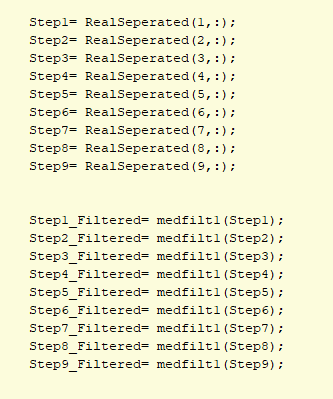 Step1= RealSeperated(1,:);
Step2= RealSeperated(2,:);
Step3= RealSeperated(3,:);
Step4= RealSeperated(4,:);
Step5= RealSeperated(5,:);
Step6= RealSeperated(6,:);
Step7= RealSeperated(7,:);
Step8= RealSeperated(8,:);
Step9= RealSeperated(9,:);
Step1_Filtered= medfilt1(Step1);
Step2_Filtered= medfilt1(Step2);
Step3_Filtered= medfilt1(Step3);
Step4_Filtered= medfilt1(Step4);
Step5_Filtered= medfilt1(Step5);
Step6_Filtered= medfilt1(Step6);
Step7_Filtered= medfilt1(Step7);
Step8_Filtered= medfilt1(Step8);
Step9_Filtered= medfilt1(Step9);